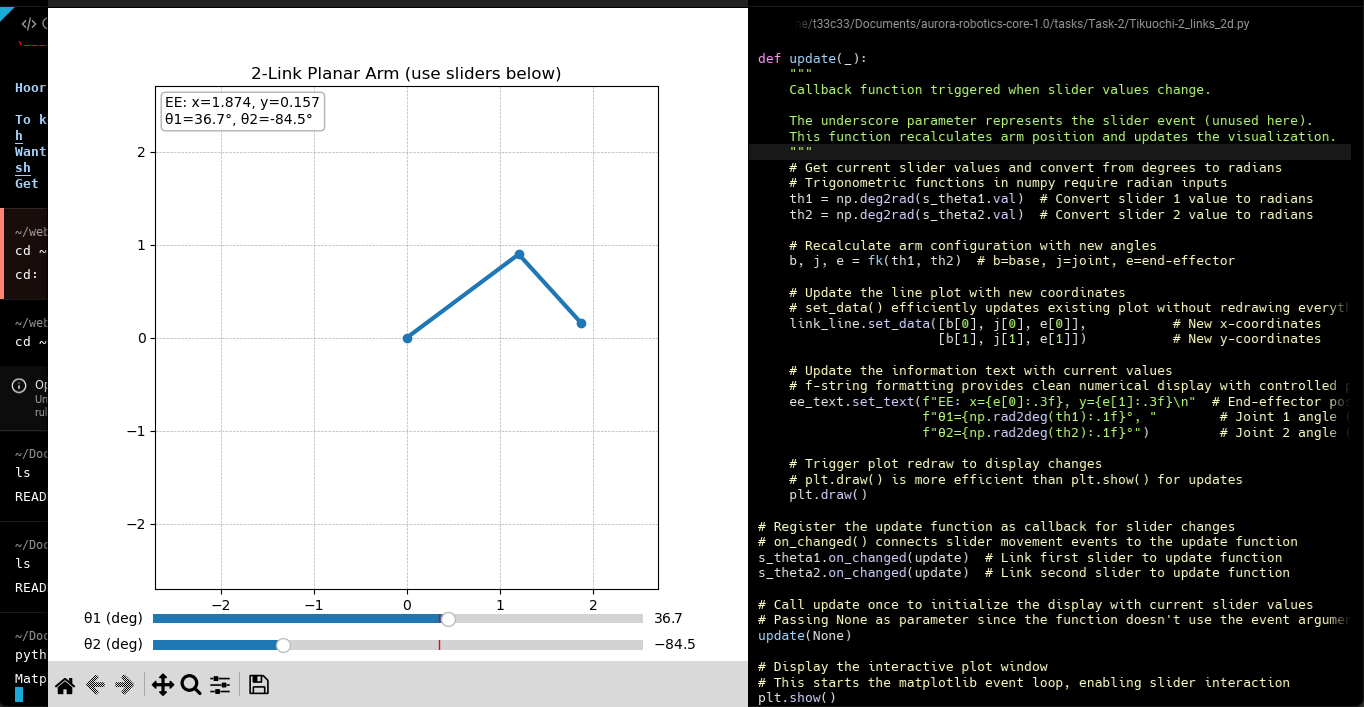 </>
Hoor
To k
h
Want
sh
Get
~/web
cd ~
cd:
~/web
cd ~
Op
Un
rul
~/Doc
ls
READ
~/Doc
ls
READ
~/Doc
pyth
Matp
2-Link Planar Arm (use sliders below)
EE: x=1.874, y=0.157
θ1=36.7°, θ2=-84.5°
2
1
0
−1
−2
−2 −1 0 1 2
θ1 (deg) 36.7
θ2 (deg) −84.5
ne/t33c33/Documents/aurora-robotics-core-1.0/tasks/Task-2/Tikuochi-2_links_2d.py
def update(_):
"""
Callback function triggered when slider values change.
The underscore parameter represents the slider event (unused here).
This function recalculates arm position and updates the visualization.
"""
# Get current slider values and convert from degrees to radians
# Trigonometric functions in numpy require radian inputs
th1 = np.deg2rad(s_theta1.val)  # Convert slider 1 value to radians
th2 = np.deg2rad(s_theta2.val)  # Convert slider 2 value to radians
# Recalculate arm configuration with new angles
b, j, e = fk(th1, th2)  # b=base, j=joint, e=end-effector
# Update the line plot with new coordinates
# set_data() efficiently updates existing plot without redrawing everyth
link_line.set_data([b[0], j[0], e[0]],           # New x-coordinates
[b[1], j[1], e[1]])           # New y-coordinates
# Update the information text with current values
# f-string formatting provides clean numerical display with controlled p
ee_text.set_text(f"EE: x={e[0]:.3f}, y={e[1]:.3f}\n"  # End-effector pos
f"θ1={np.rad2deg(th1):.1f}°, "        # Joint 1 angle (
f"θ2={np.rad2deg(th2):.1f}°")         # Joint 2 angle (
# Trigger plot redraw to display changes
# plt.draw() is more efficient than plt.show() for updates
plt.draw()
# Register the update function as callback for slider changes
# on_changed() connects slider movement events to the update function
s_theta1.on_changed(update)  # Link first slider to update function
s_theta2.on_changed(update)  # Link second slider to update function
# Call update once to initialize the display with current slider values
# Passing None as parameter since the function doesn't use the event argumen
update(None)
# Display the interactive plot window
# This starts the matplotlib event loop, enabling slider interaction
plt.show()